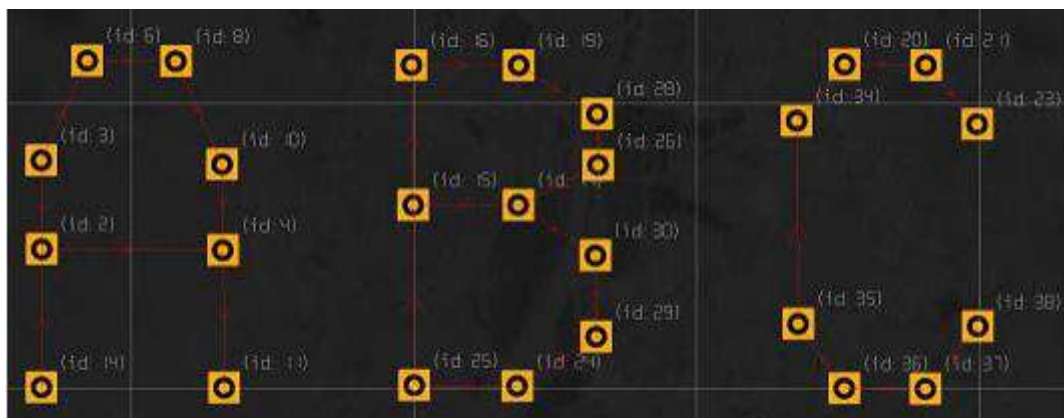 (id: 6) (id: 8) (id: 16) (id: 19) (id: 20) (id: 21)
(id: 28) (id: 34) (id: 23)
(id: 3) (id: 10) (id: 26)
(id: 15)
(id: 2) (id: 4) (id: 30)
(id: 35) (id: 38)
(id: 29)
(id: 14) (id: 11) (id: 25) (id: 24) (id: 36) (id: 37)